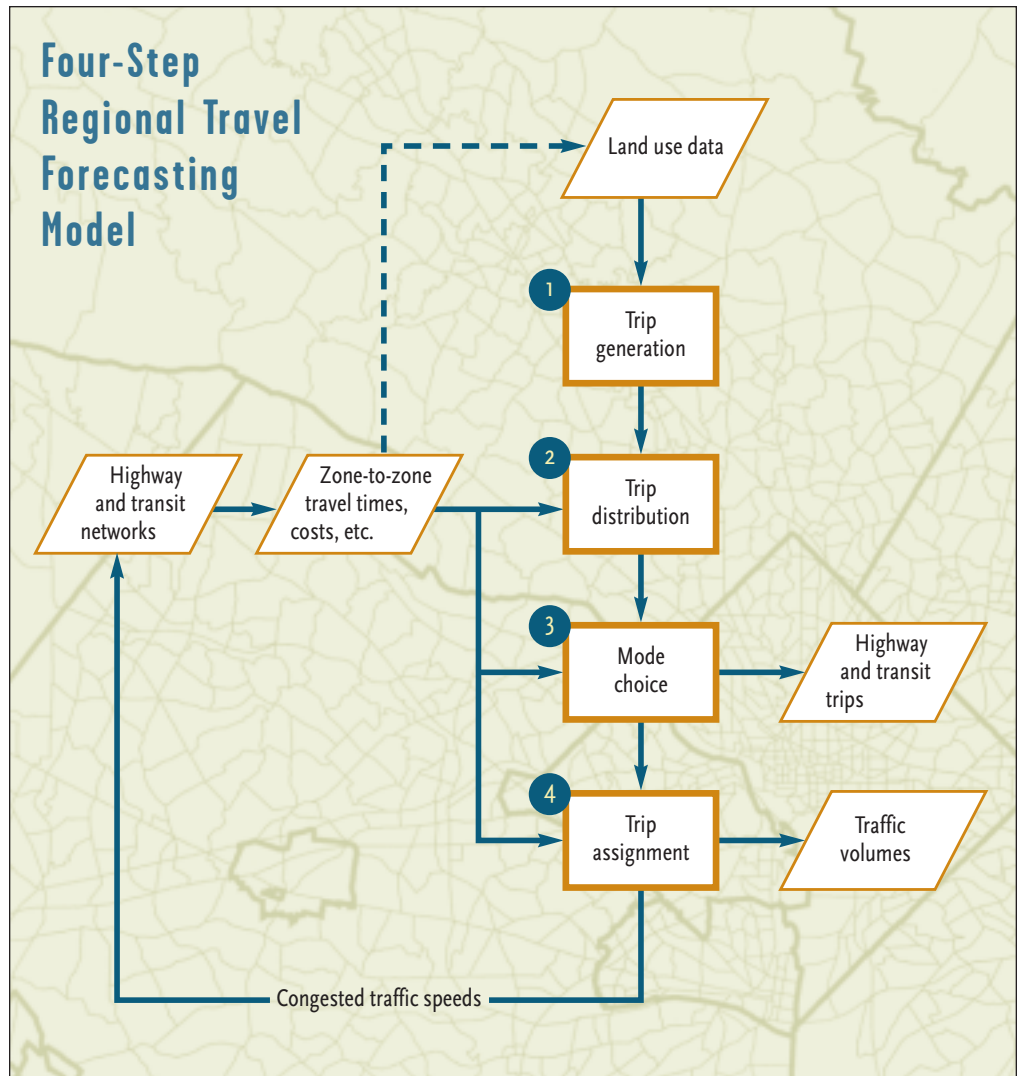 Four-Step
Regional Travel
Forecasting
Model
Land use data
1
Trip
generation
2
Trip
distribution
Highway
and transit
networks
Zone-to-zone
travel times,
costs, etc.
3
Mode
choice
Highway
and transit
trips
4
Trip
assignment
Traffic
volumes
Congested traffic speeds